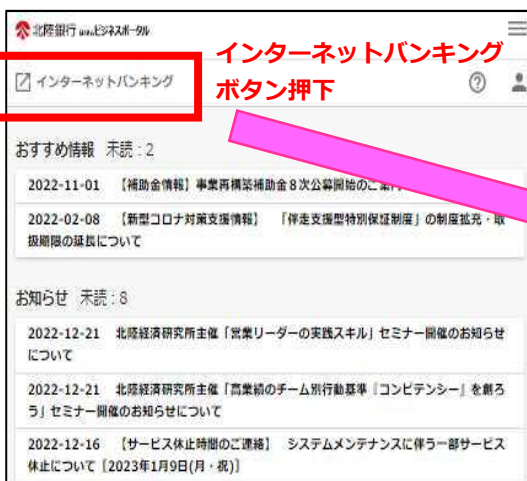 北陸銀行 ビジネスポータル
インターネットバンキング
インターネットバンキング
ボタン押下
おすすめ情報 未読:2
2022-11-01 【補助金情報】事業再構築補助金8次公募開始のご案内
2022-02-08 【新型コロナ対策支援情報】 「伴走支援型特別保証制度」の制度拡充・取
扱期限の延長について
お知らせ 未読:8
2022-12-21 北陸経済研究所主催「営業リーダーの実践スキル」セミナー開催のお知らせ
について
2022-12-21 北陸経済研究所主催「高業績のチーム別行動基準『コンピテンシー』を創ろ
う」セミナー開催のお知らせについて
2022-12-16 【サービス休止時間のご連絡】 システムメンテナンスに伴う一部サービス
休止について[2023年1月9日(月・祝)]